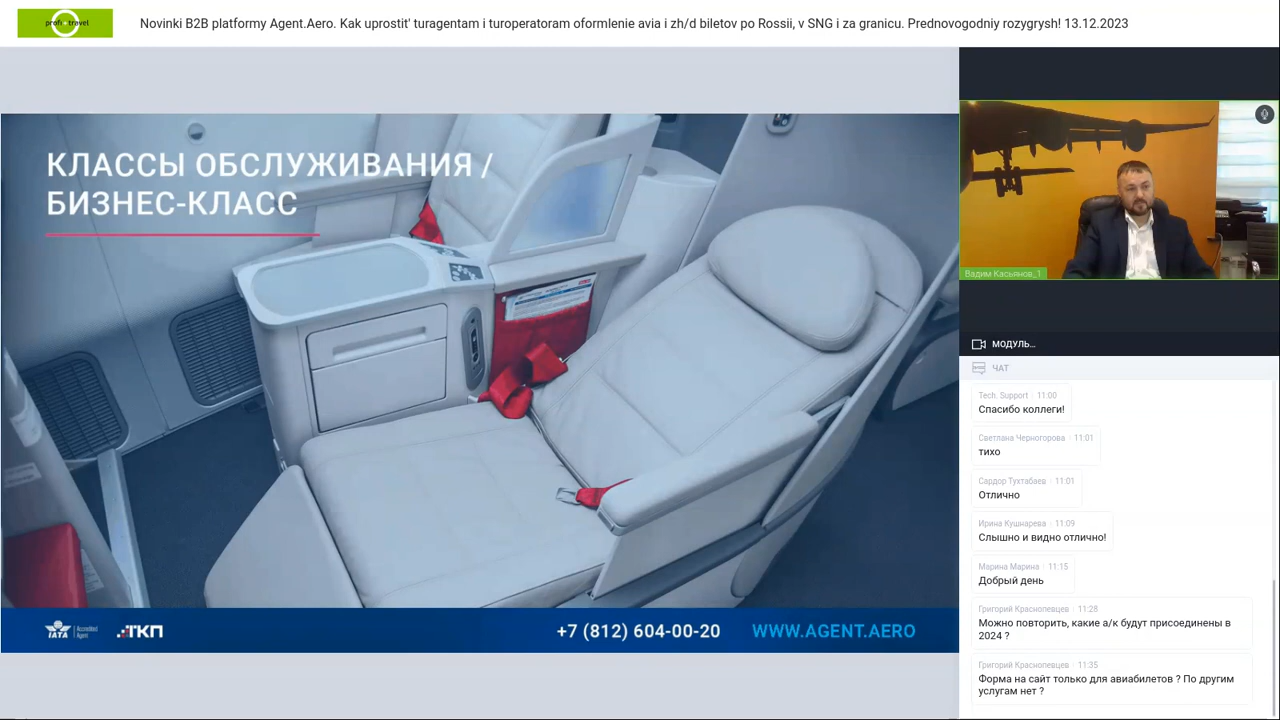 profi travel
Novinki B2B platformy Agent.Aero. Kak uprostit' turagentam i turoperatoram oformlenie avia i zh/d biletov po Rossii, v SNG i za granicu. Prednovogodniy rozygrysh! 13.12.2023
КЛАССЫ ОБСЛУЖИВАНИЯ /
БИЗНЕС-КЛАСС
IATA
Accredited
Agent
ТКП
+7 (812) 604-00-20
WWW.AGENT.AERO
Вадим Касьянов_1
МОДУЛЬ...
ЧАТ
Tech. Support 11:00
Спасибо коллеги!
Светлана Черногорова 11:01
тихо
Сардор Тухтабаев 11:01
Отлично
Ирина Кушнарева 11:09
Слышно и видно отлично!
Марина Марина 11:15
Добрый день
Григорий Краснопевцев 11:28
Можно повторить, какие а/к будут присоединены в
2024 ?
Григорий Краснопевцев 11:35
Форма на сайт только для авиабилетов ? По другим
услугам нет ?